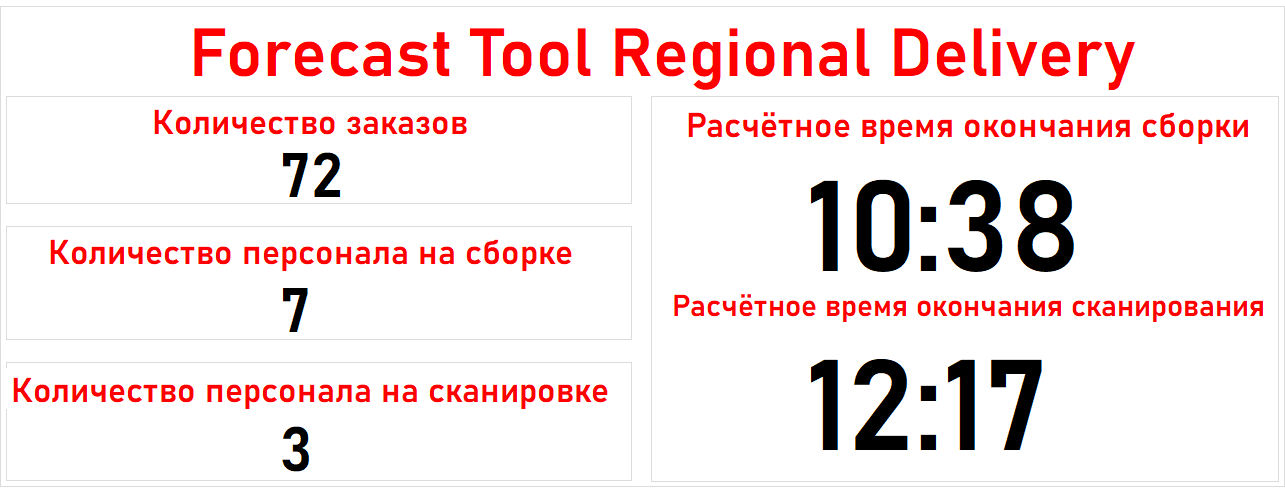 Forecast Tool Regional Delivery
Количество заказов
72
Количество персонала на сборке
7
Количество персонала на сканировке
3
Расчётное время окончания сборки
10:38
Расчётное время окончания сканирования
12:17